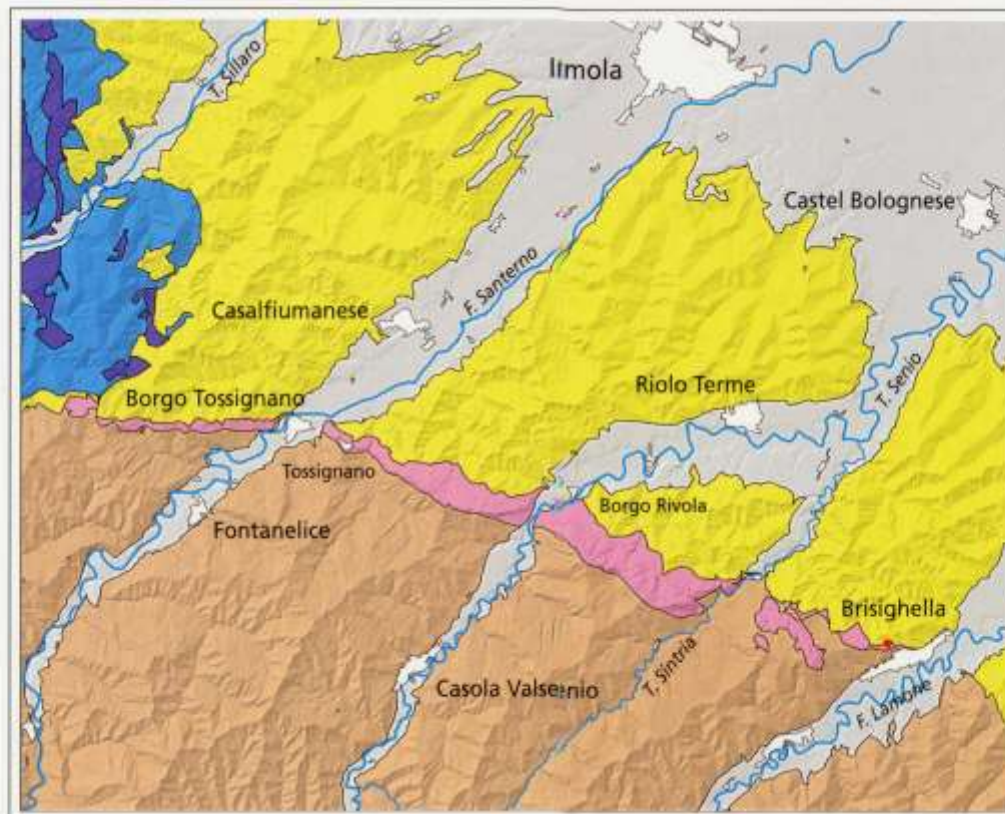 T. Sillaro
Imola
Castel Bolognese
F. Santerno
Casalfiumanese
T. Senio
Riolo Terme
Borgo Tossignano
Tossignano
Borgo Rivola
Fontanelice
Brisighella
Casola Valsenio
T. Sintria
F. Lamone